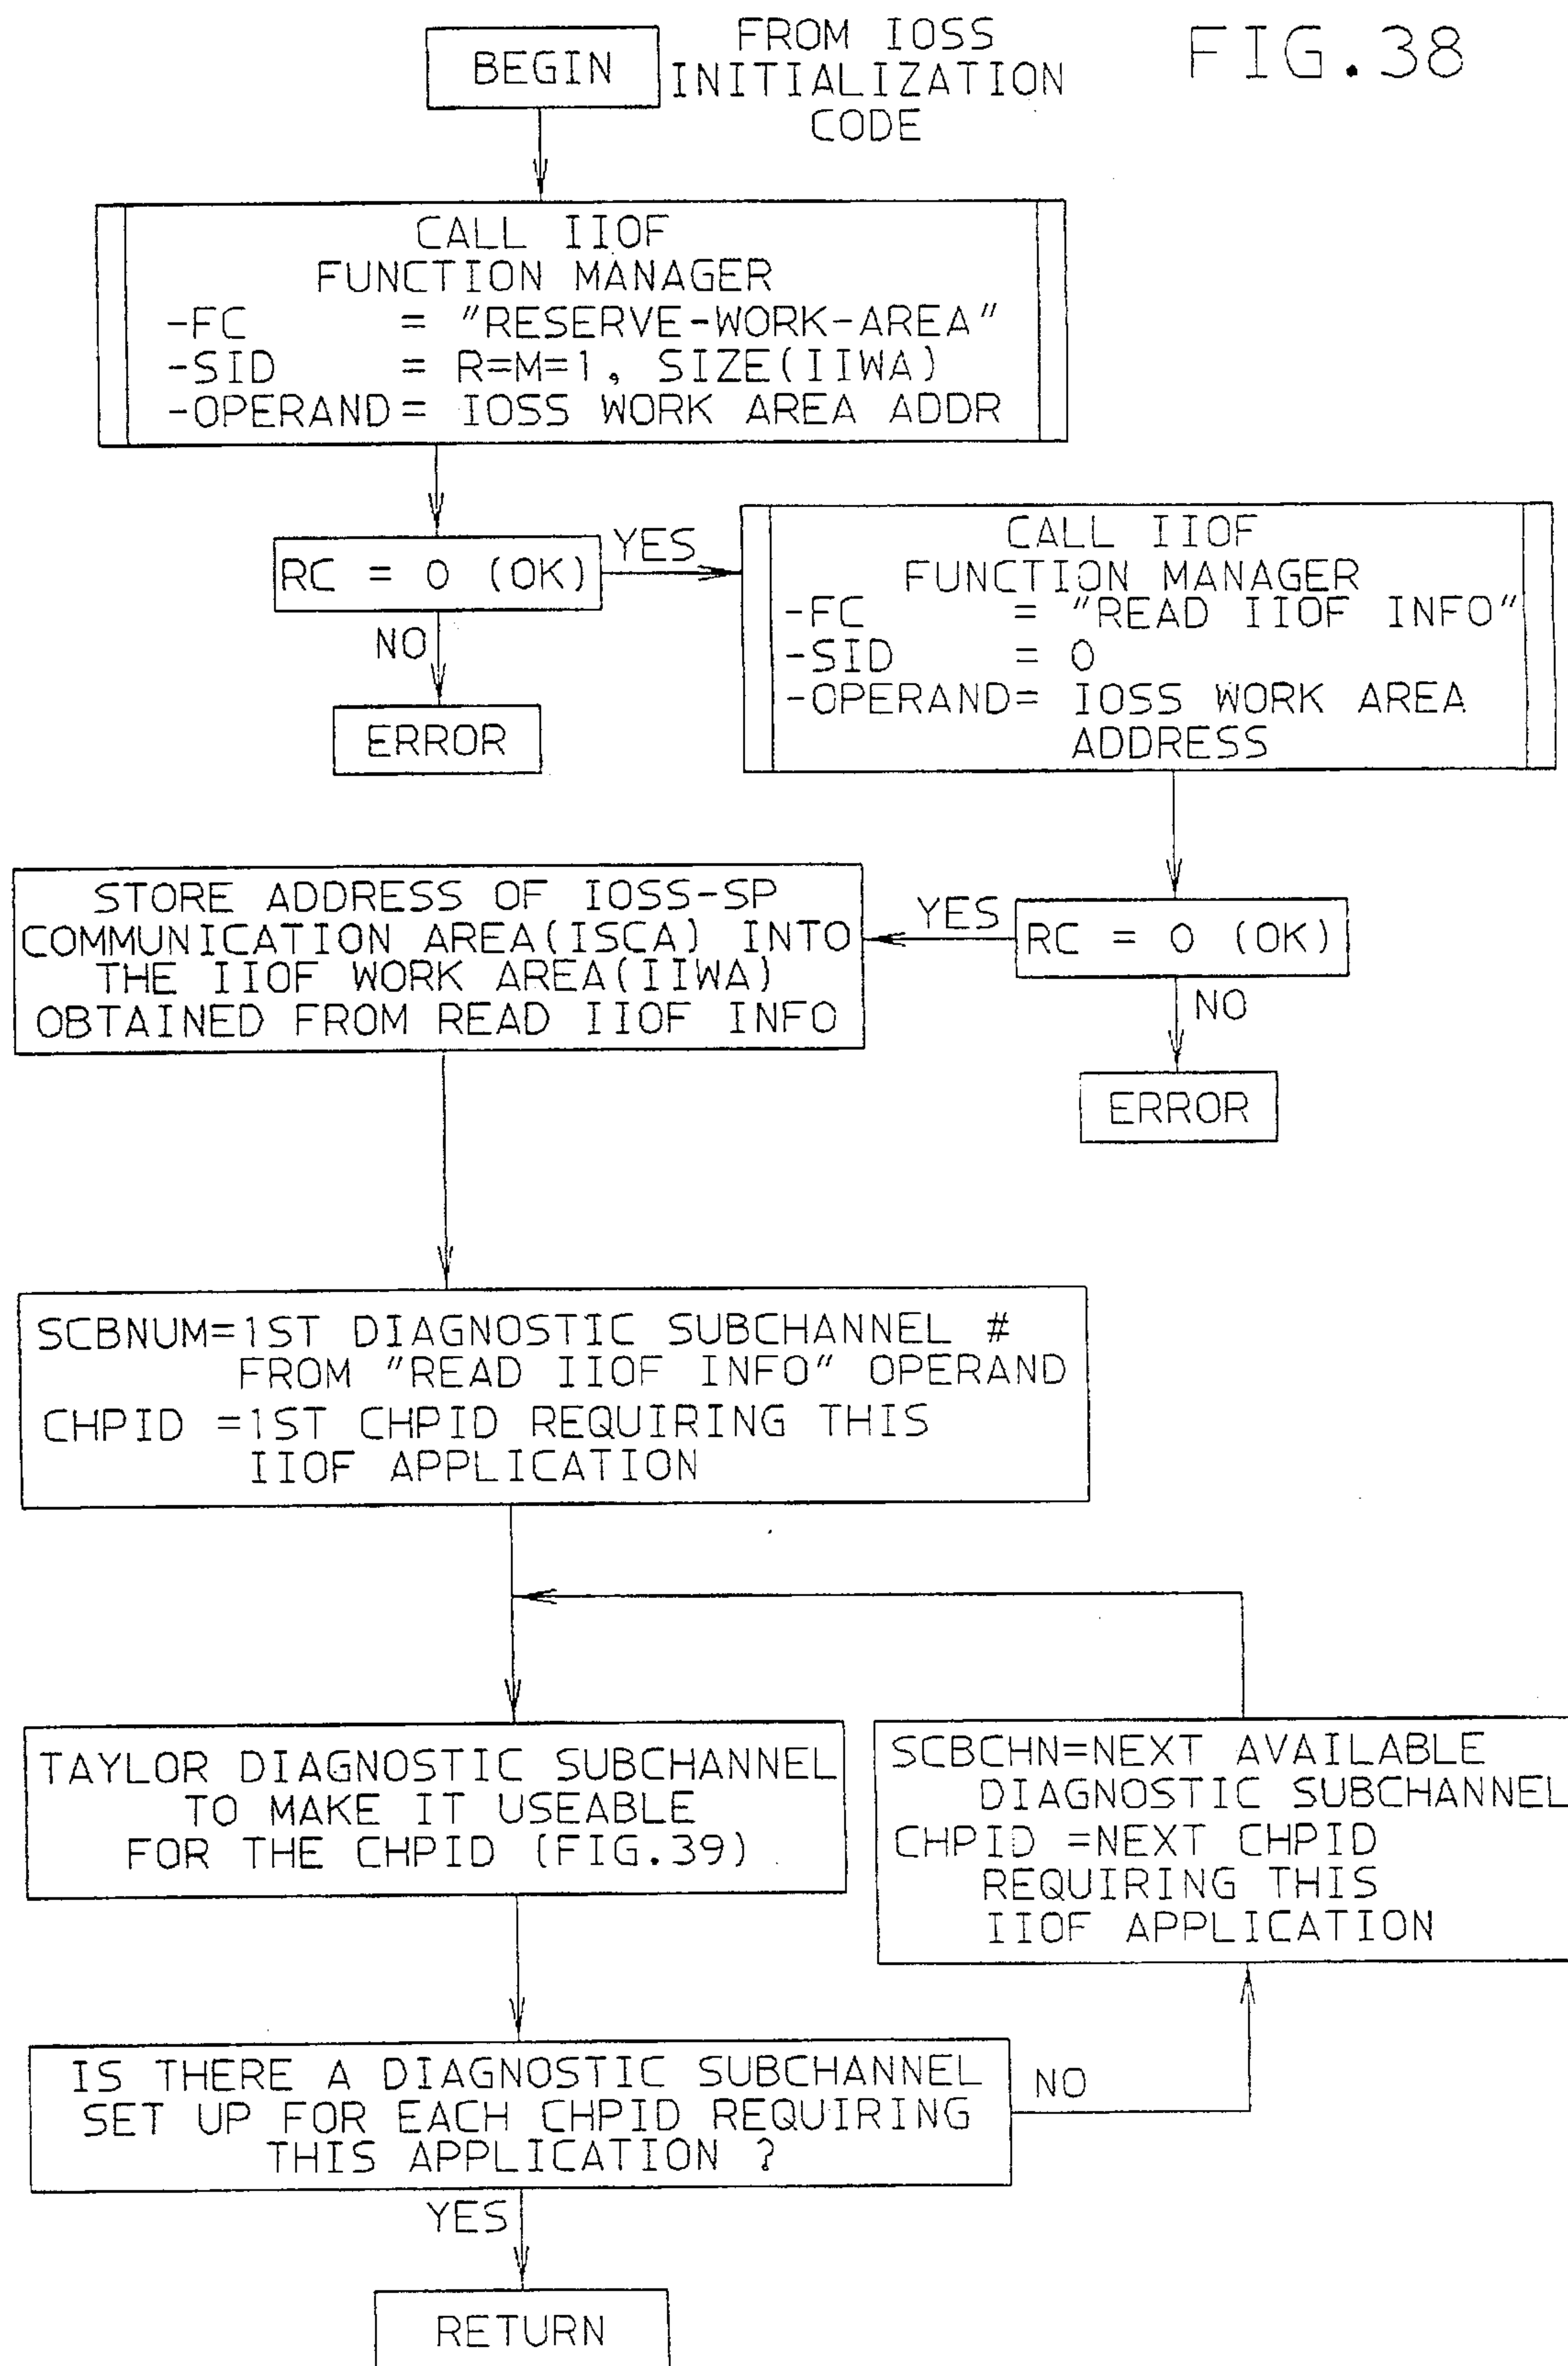 FIG.38
BEGIN
FROM IOSS
INITIALIZATION
CODE
CALL IIOF
FUNCTION MANAGER
-FC = "RESERVE-WORK-AREA"
-SID = R=M=1, SIZE(IIWA)
-OPERAND= IOSS WORK AREA ADDR
RC = 0 (OK)
YES
NO
ERROR
CALL IIOF
FUNCTION MANAGER
-FC = "READ IIOF INFO"
-SID = 0
-OPERAND= IOSS WORK AREA
ADDRESS
RC = 0 (OK)
YES
NO
ERROR
STORE ADDRESS OF IOSS-SP
COMMUNICATION AREA(ISCA) INTO
THE IIOF WORK AREA(IIWA)
OBTAINED FROM READ IIOF INFO
SCBNUM=1ST DIAGNOSTIC SUBCHANNEL #
FROM "READ IIOF INFO" OPERAND
CHPID =1ST CHPID REQUIRING THIS
IIOF APPLICATION
TAYLOR DIAGNOSTIC SUBCHANNEL
TO MAKE IT USEABLE
FOR THE CHPID (FIG.39)
SCBCHN=NEXT AVAILABLE
DIAGNOSTIC SUBCHANNEL
CHPID =NEXT CHPID
REQUIRING THIS
IIOF APPLICATION
IS THERE A DIAGNOSTIC SUBCHANNEL
SET UP FOR EACH CHPID REQUIRING
THIS APPLICATION ?
NO
YES
RETURN